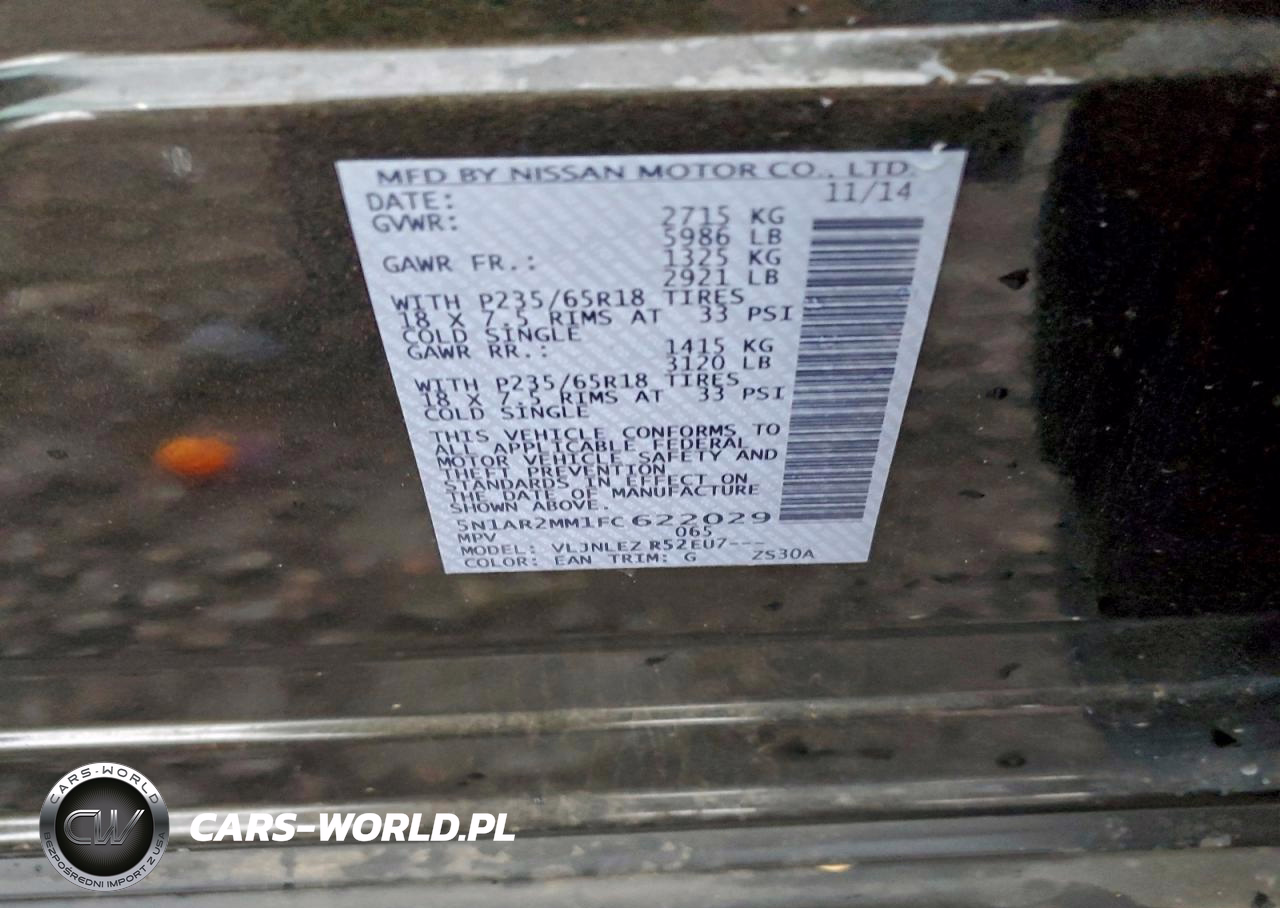 MFD BY NISSAN MOTOR CO., LTD.
DATE: 11/14
GVWR: 2715 KG
5986 LB
GAWR FR.: 1325 KG
2921 LB
WITH P235/65R18 TIRES
18 X 7.5 RIMS AT 33 PSI
COLD SINGLE
GAWR RR.: 1415 KG
3120 LB
WITH P235/65R18 TIRES
18 X 7.5 RIMS AT 33 PSI
COLD SINGLE
THIS VEHICLE CONFORMS TO
ALL APPLICABLE FEDERAL
MOTOR VEHICLE SAFETY AND
THEFT PREVENTION
STANDARDS IN EFFECT ON
THE DATE OF MANUFACTURE
SHOWN ABOVE.
5N1AR2MM1FC622029
MPV 065
MODEL: VLJNLEZ R52EU7---
COLOR: EAN TRIM: G ZS30A
CARS-WORLD
CW
BEZPOŚREDNI IMPORT Z USA
CARS-WORLD.PL